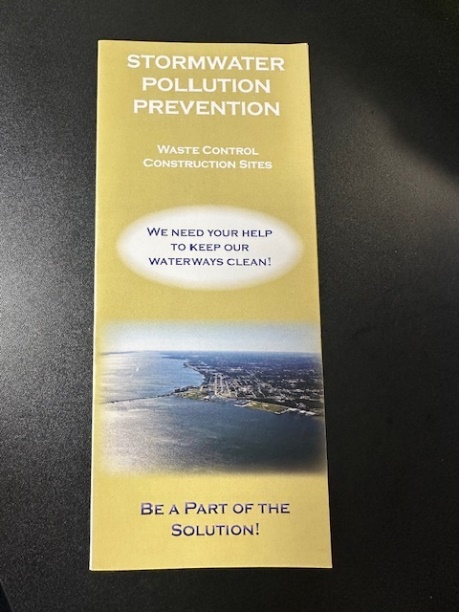 STORMWATER
POLLUTION
PREVENTION
WASTE CONTROL
CONSTRUCTION SITES
WE NEED YOUR HELP
TO KEEP OUR
WATERWAYS CLEAN!
BE A PART OF THE
SOLUTION!